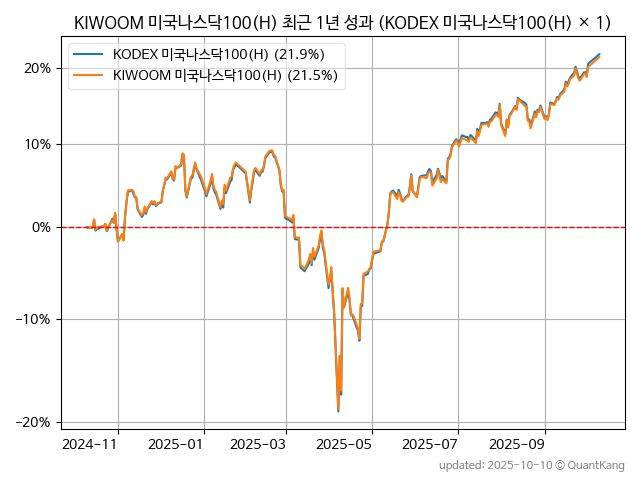 KIWOOM 미국나스닥100(H) 최근 1년 성과 (KODEX 미국나스닥100(H) × 1)
KODEX 미국나스닥100(H) (21.9%)
KIWOOM 미국나스닥100(H) (21.5%)
20%
10%
0%
−10%
−20%
2024−11 2025−01 2025−03 2025−05 2025−07 2025−09
updated: 2025-10-10 © QuantKang